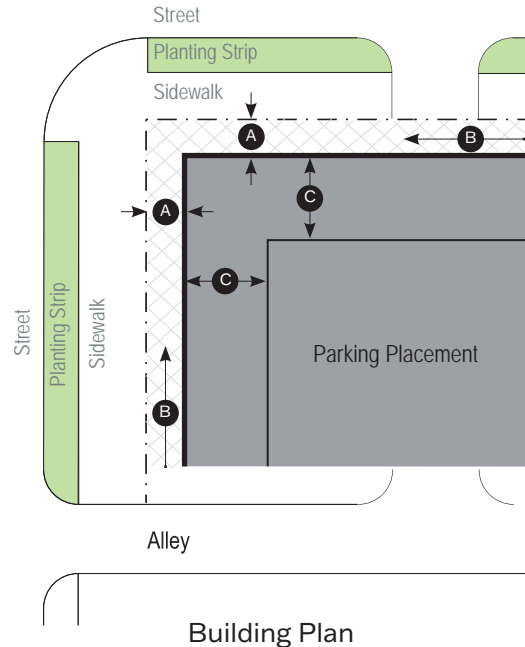 Street
Planting Strip
Sidewalk
A
B
A
C
C
Parking Placement
Street
Planting Strip
Sidewalk
B
Alley
Building Plan